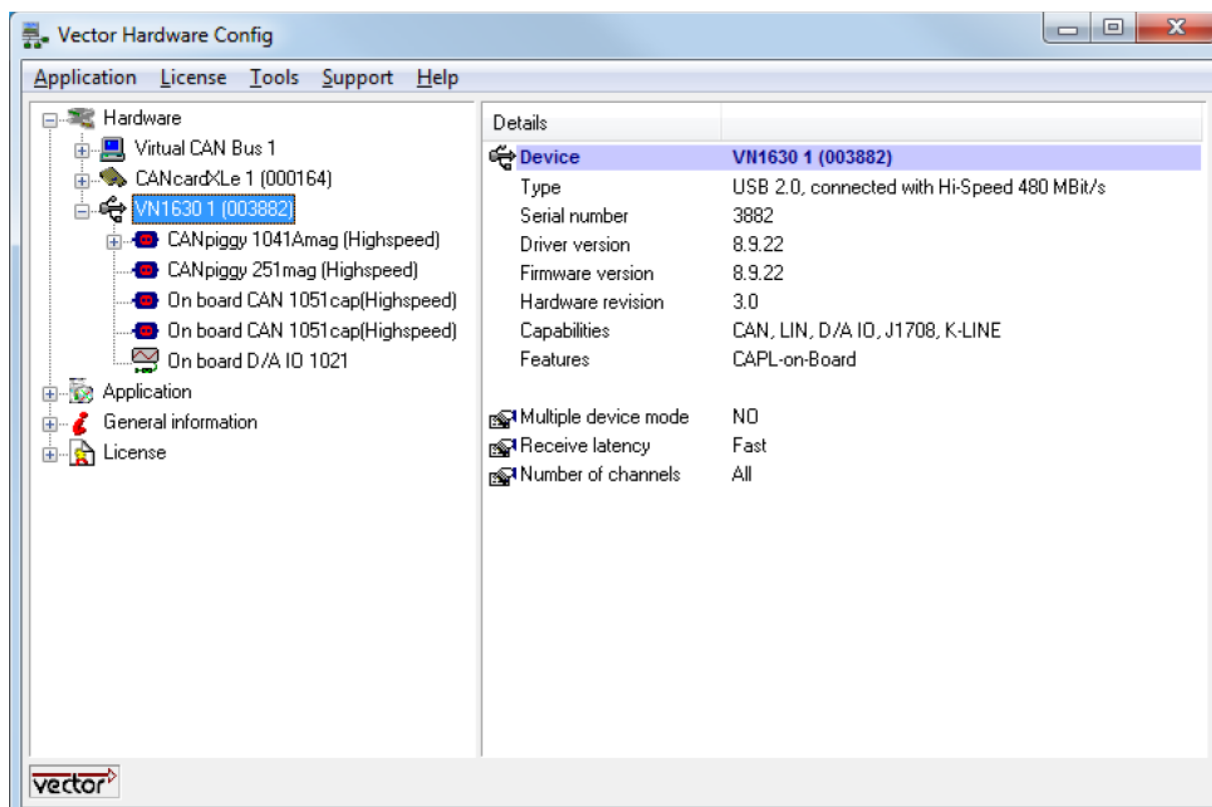 Vector Hardware Config
Application License Tools Support Help
Hardware
Virtual CAN Bus 1
CANcardXLe 1 (000164)
VN1630 1 (003882)
CANpiggy 1041Amag (Highspeed)
CANpiggy 251mag (Highspeed)
On board CAN 1051cap(Highspeed)
On board CAN 1051cap(Highspeed)
On board D/A IO 1021
Application
General information
License
Details
Device VN1630 1 (003882)
Type USB 2.0, connected with Hi-Speed 480 MBit/s
Serial number 3882
Driver version 8.9.22
Firmware version 8.9.22
Hardware revision 3.0
Capabilities CAN, LIN, D/A IO, J1708, K-LINE
Features CAPL-on-Board
Multiple device mode NO
Receive latency Fast
Number of channels All
vector